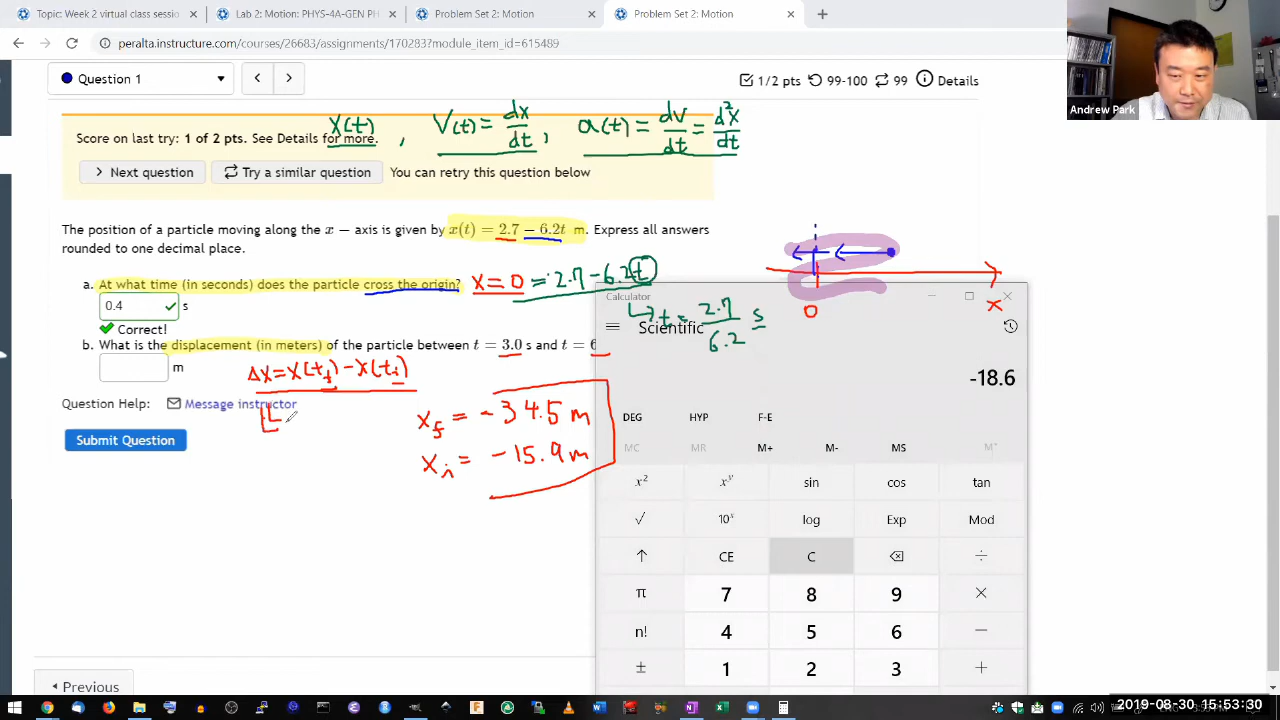 Topic: Week 2 virtual class sessi
Lab 2: Motion: PHYS-4A-GEN PH
Problem Set 2: Motion
Problem Set 2: Motion
peralta.instructure.com/courses/26683/assignments/170283?module_item_id=615489
Andrew Park
Question 1
1/2 pts 99-100 99 Details
x(t) , V(t) = dx/dt ; a(t) = dv/dt = d²x/dt
Score on last try: 1 of 2 pts. See Details for more.
Next question
Try a similar question
You can retry this question below
The position of a particle moving along the x − axis is given by x(t) = 2.7 − 6.2t m. Express all answers
rounded to one decimal place.
a. At what time (in seconds) does the particle cross the origin? x = 0 = 2.7 - 6.2t
0.4 s
Correct!
t = 2.7/6.2 s
0
x
b. What is the displacement (in meters) of the particle between t = 3.0 s and t = 6
m
Δx = x(tf) - x(ti)
xf = -34.5 m
xi = -15.9 m
Question Help: Message instructor
Submit Question
Previous
Calculator
Scientific
-18.6
DEG HYP F-E
MC MR M+ M- MS M˅
x² xʸ sin cos tan
√ 10ˣ log Exp Mod
↑ CE C ÷
π 7 8 9 ×
n! 4 5 6 −
± 1 2 3 +
2019-08-30 15:53:30